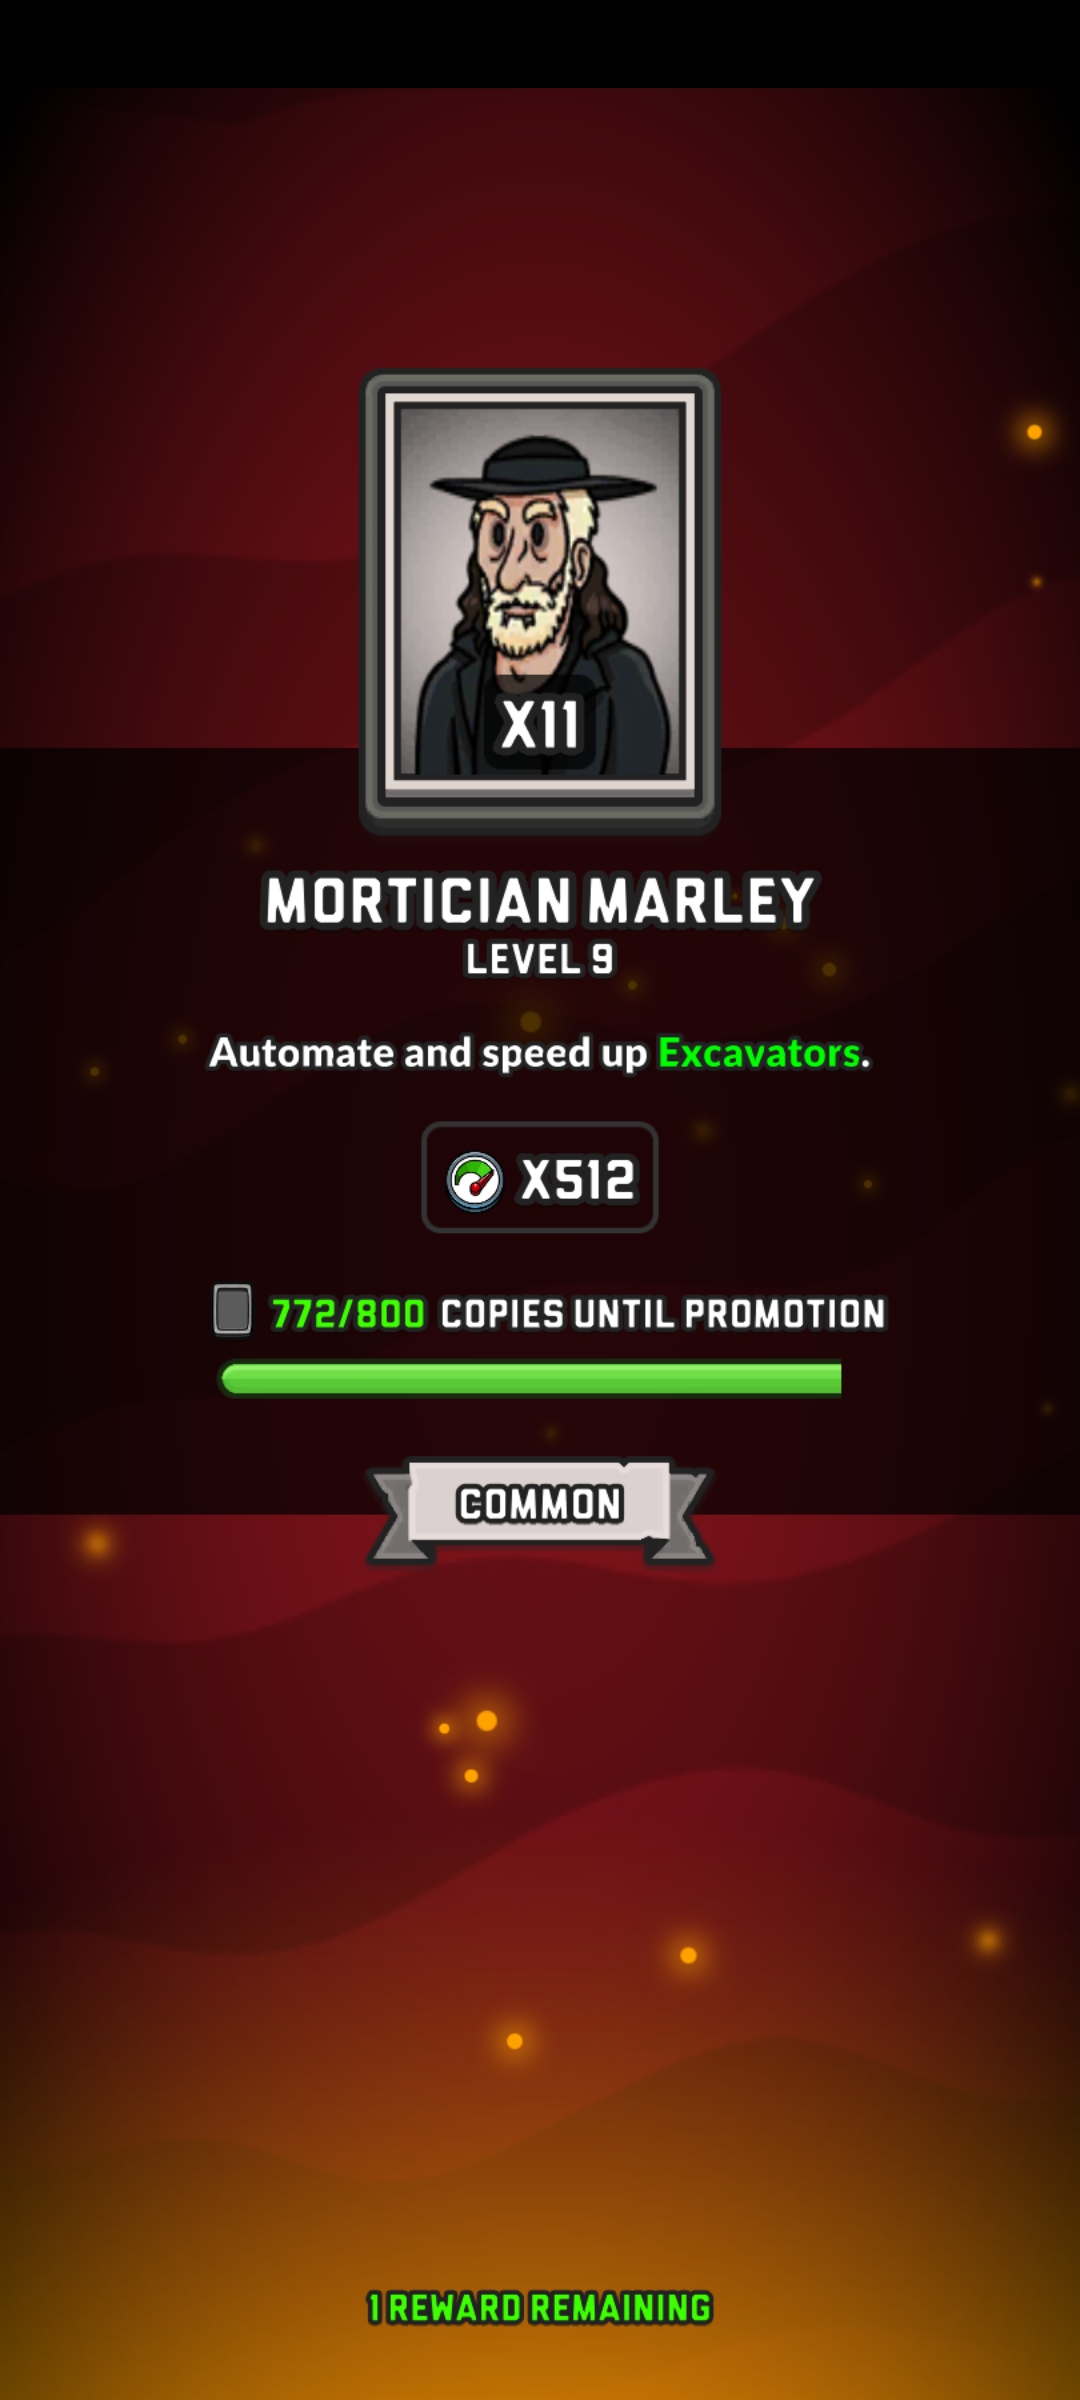 X11
MORTICIAN MARLEY
LEVEL 9
Automate and speed up Excavators.
X512
772/800 COPIES UNTIL PROMOTION
COMMON
1 REWARD REMAINING